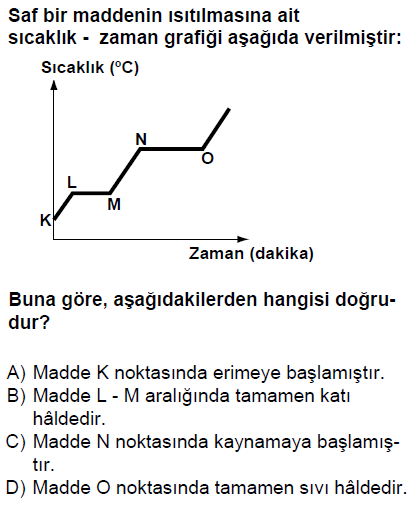 Saf bir maddenin ısıtılmasına ait
sıcaklık - zaman grafiği aşağıda verilmiştir:
Sıcaklık (ºC)
N
O
L
M
K
Zaman (dakika)
Buna göre, aşağıdakilerden hangisi doğru-
dur?
A) Madde K noktasında erimeye başlamıştır.
B) Madde L - M aralığında tamamen katı
hâldedir.
C) Madde N noktasında kaynamaya başlamış-
tır.
D) Madde O noktasında tamamen sıvı hâldedir.